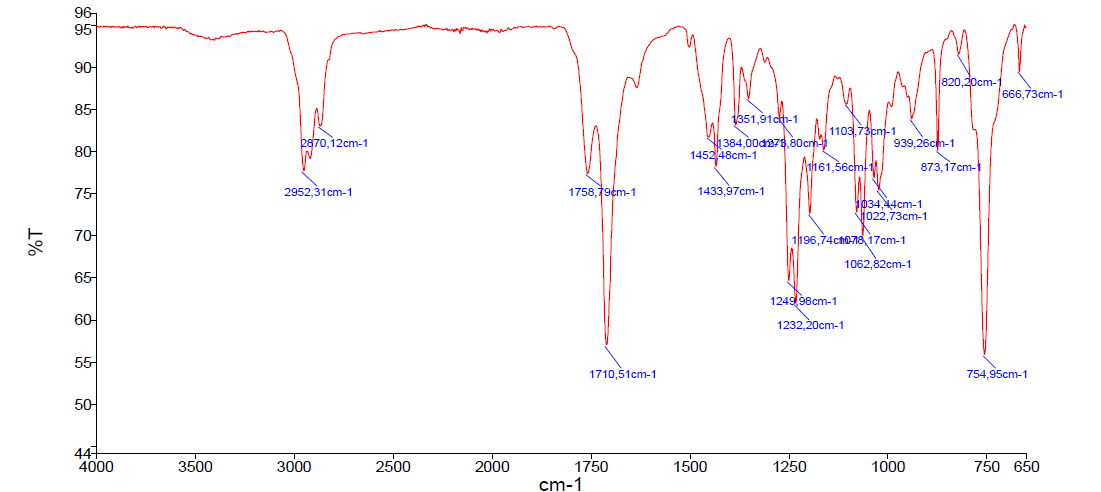 96
95
90
85
80
75
70
65
60
55
50
44
%T
4000
3500
3000
2500
2000
1750
1500
1250
1000
750
650
cm-1
2870,12cm-1
2952,31cm-1
1758,79cm-1
1710,51cm-1
1452,48cm-1
1433,97cm-1
1384,00cm-1
1351,91cm-1
1273,80cm-1
1249,98cm-1
1232,20cm-1
1196,74cm-1
1161,56cm-1
1103,73cm-1
1078,17cm-1
1062,82cm-1
1034,44cm-1
1022,73cm-1
939,26cm-1
873,17cm-1
820,20cm-1
754,95cm-1
666,73cm-1